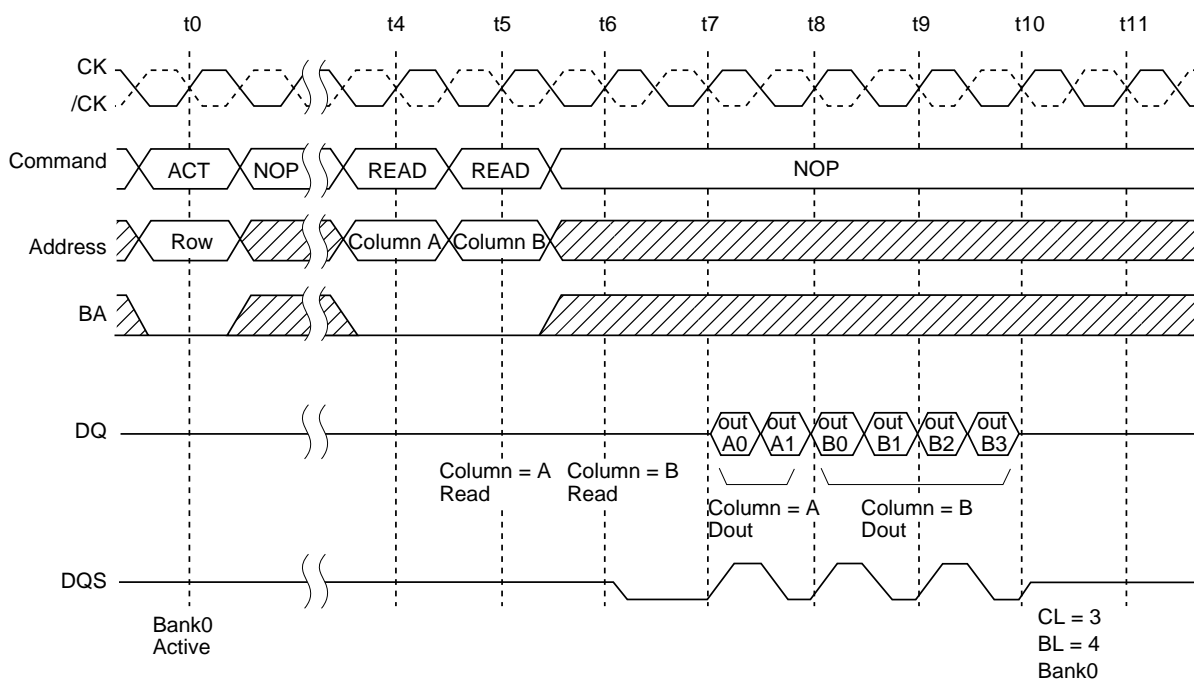 t0 t4 t5 t6 t7 t8 t9 t10 t11
CK
/CK
Command ACT NOP READ READ NOP
Address Row Column A Column B
BA
DQ out A0 out A1 out B0 out B1 out B2 out B3
Column = A
Read
Column = B
Read
Column = A
Dout
Column = B
Dout
DQS
Bank0
Active
CL = 3
BL = 4
Bank0